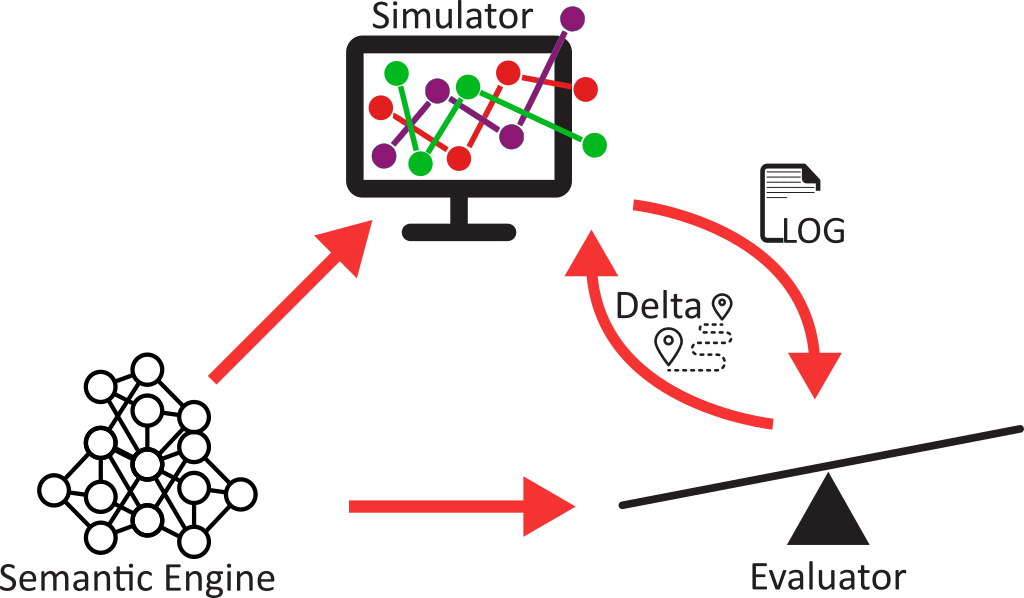 Simulator
LOG
Delta
Semantic Engine
Evaluator